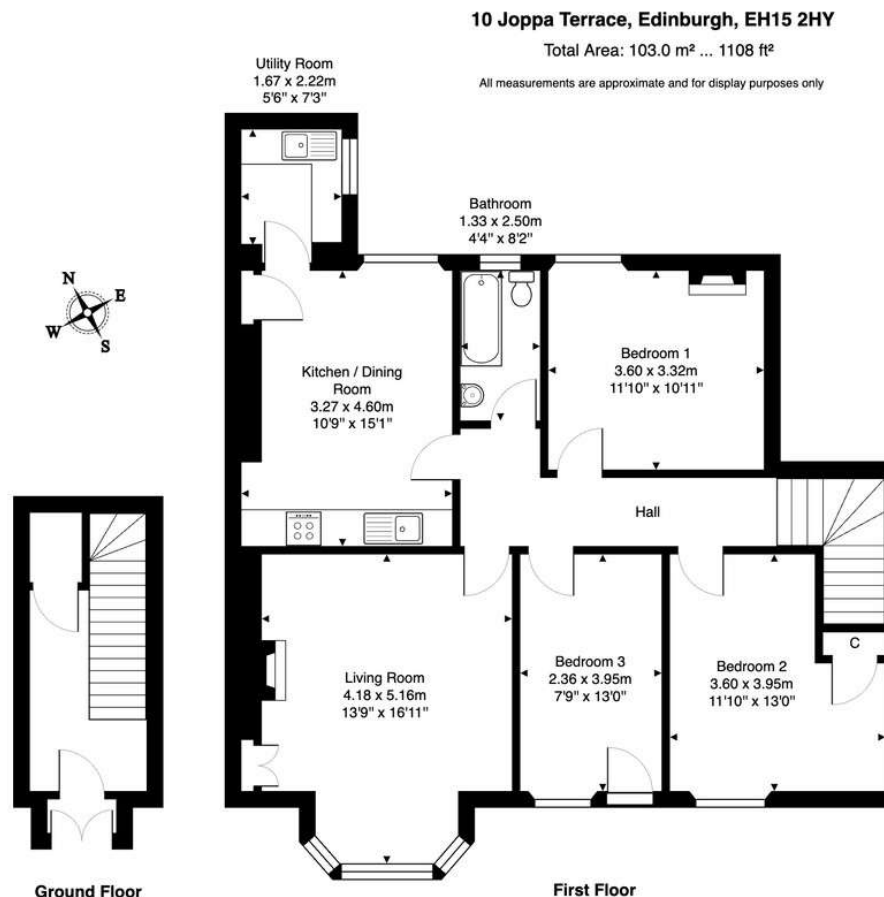 10 Joppa Terrace, Edinburgh, EH15 2HY
Total Area: 103.0 m² ... 1108 ft²
All measurements are approximate and for display purposes only
Utility Room
1.67 x 2.22m
5'6" x 7'3"
Bathroom
1.33 x 2.50m
4'4" x 8'2"
N
E
W
S
Kitchen / Dining
Room
3.27 x 4.60m
10'9" x 15'1"
Bedroom 1
3.60 x 3.32m
11'10" x 10'11"
Hall
Living Room
4.18 x 5.16m
13'9" x 16'11"
Bedroom 3
2.36 x 3.95m
7'9" x 13'0"
Bedroom 2
3.60 x 3.95m
11'10" x 13'0"
C
Ground Floor
First Floor